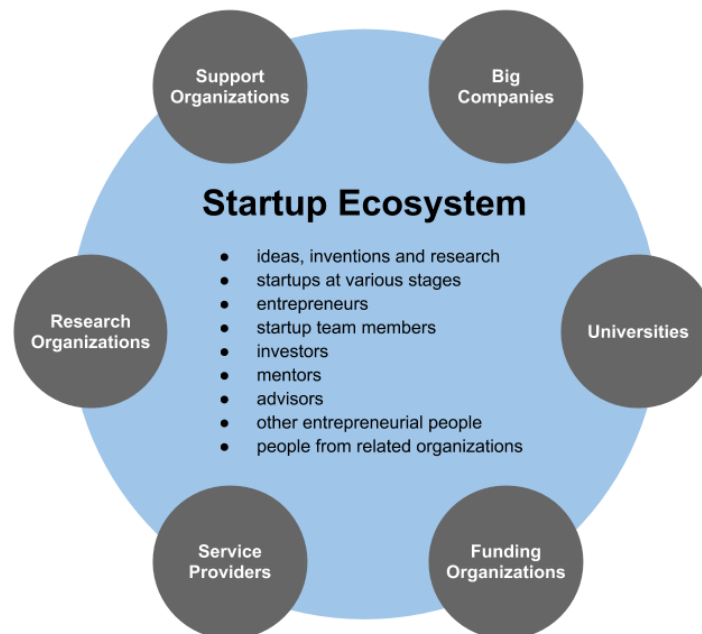 Support
Organizations
Big
Companies
Startup Ecosystem
● ideas, inventions and research
● startups at various stages
● entrepreneurs
● startup team members
● investors
● mentors
● advisors
● other entrepreneurial people
● people from related organizations
Research
Organizations
Universities
Service
Providers
Funding
Organizations